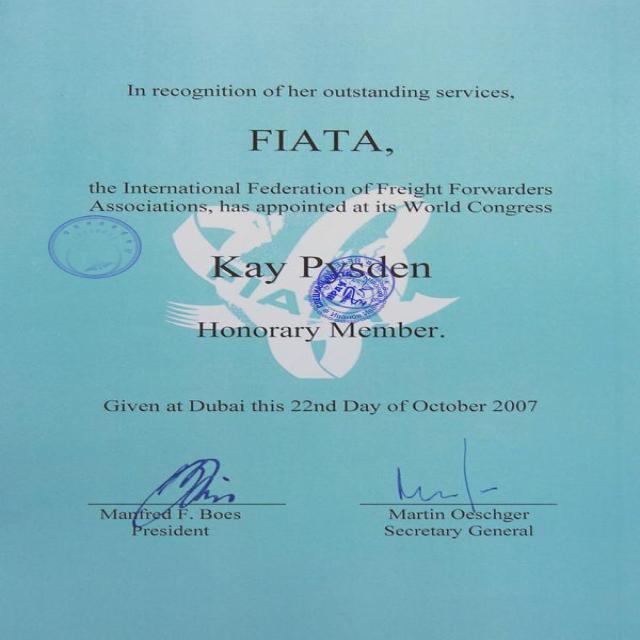 In recognition of her outstanding services,
FIATA,
the International Federation of Freight Forwarders
Associations, has appointed at its World Congress
Kay Pysden
Honorary Member.
Given at Dubai this 22nd Day of October 2007
Manfred F. Boes
Martin Oeschger
President
Secretary General